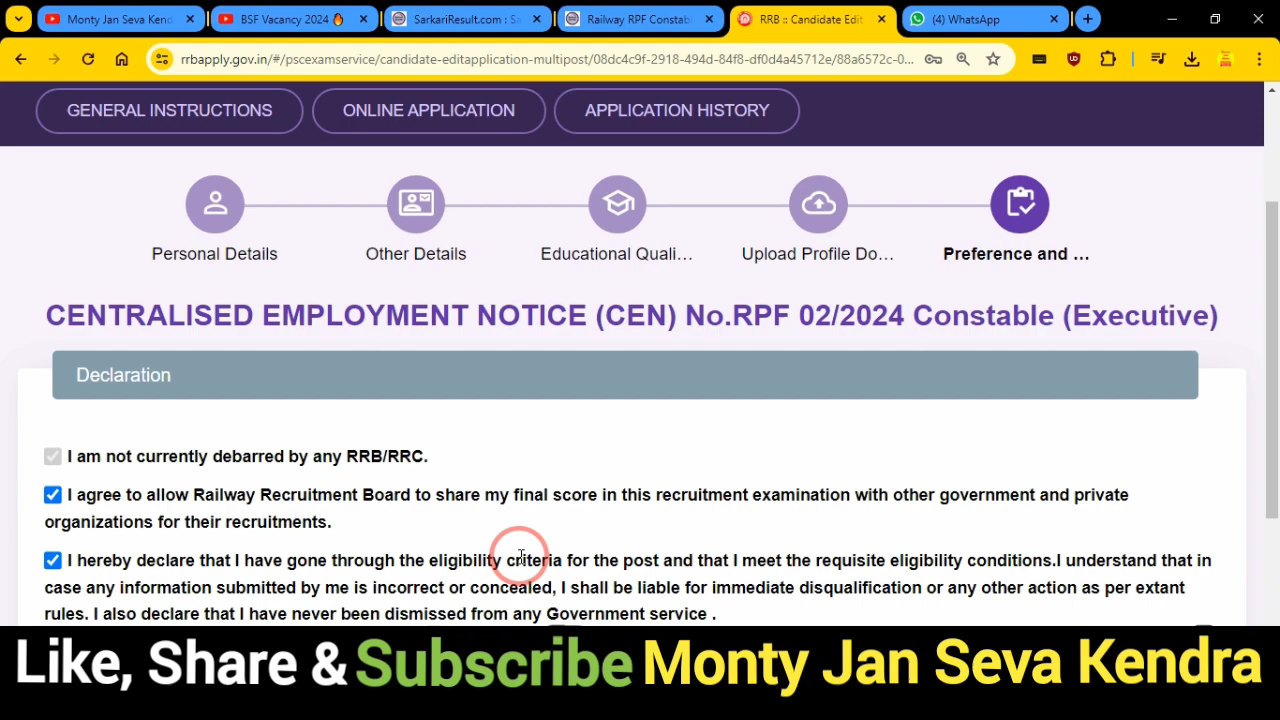 Monty Jan Seva Kend
BSF Vacancy 2024 🔥
SarkariResult.com : Sa
Railway RPF Constab
RRB :: Candidate Edit
(4) WhatsApp
rrbapply.gov.in/#/pscexamservice/candidate-editapplication-multipost/08dc4c9f-2918-494d-84f8-df0d4a45712e/88a6572c-0...
GENERAL INSTRUCTIONS
ONLINE APPLICATION
APPLICATION HISTORY
Personal Details
Other Details
Educational Quali...
Upload Profile Do...
Preference and ...
CENTRALISED EMPLOYMENT NOTICE (CEN) No.RPF 02/2024 Constable (Executive)
Declaration
I am not currently debarred by any RRB/RRC.
I agree to allow Railway Recruitment Board to share my final score in this recruitment examination with other government and private
organizations for their recruitments.
I hereby declare that I have gone through the eligibility criteria for the post and that I meet the requisite eligibility conditions.I understand that in
case any information submitted by me is incorrect or concealed, I shall be liable for immediate disqualification or any other action as per extant
rules. I also declare that I have never been dismissed from any Government service .
Like, Share & Subscribe Monty Jan Seva Kendra